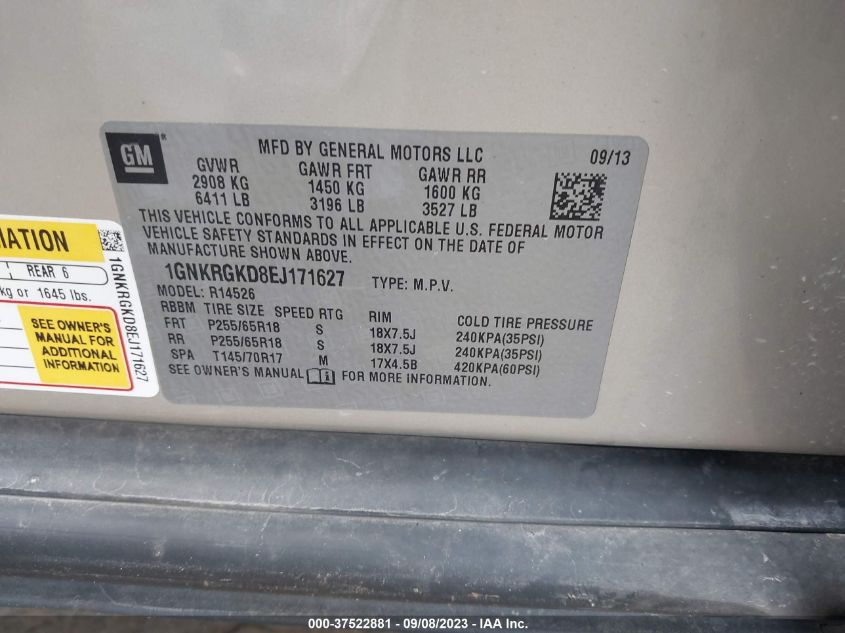 GM ®
MFD BY GENERAL MOTORS LLC 09/13
GVWR GAWR FRT GAWR RR
2908 KG 1450 KG 1600 KG
6411 LB 3196 LB 3527 LB
THIS VEHICLE CONFORMS TO ALL APPLICABLE U.S. FEDERAL MOTOR
VEHICLE SAFETY STANDARDS IN EFFECT ON THE DATE OF
MANUFACTURE SHOWN ABOVE.
1GNKRGKD8EJ171627 TYPE: M.P.V.
MODEL: R14526
RBBM TIRE SIZE SPEED RTG RIM COLD TIRE PRESSURE
FRT P255/65R18 S 18X7.5J 240KPA(35PSI)
RR P255/65R18 S 18X7.5J 240KPA(35PSI)
SPA T145/70R17 M 17X4.5B 420KPA(60PSI)
SEE OWNER'S MANUAL FOR MORE INFORMATION.
REAR 6
kg or 1645 lbs.
SEE OWNER'S
MANUAL FOR
ADDITIONAL
INFORMATION
1GNKRGKD8EJ171627
000-37522881 - 09/08/2023 - IAA Inc.